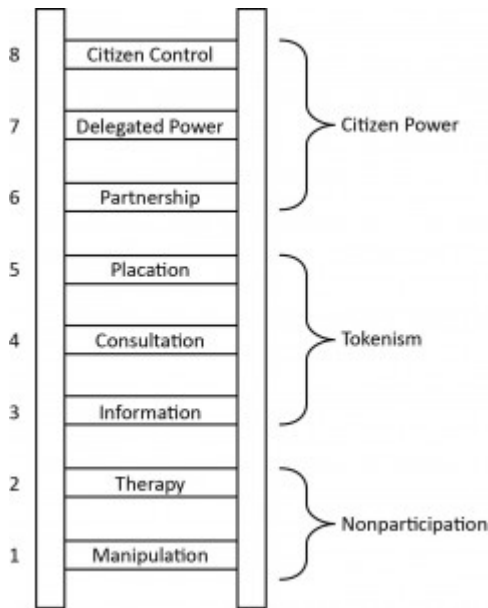 8 Citizen Control
7 Delegated Power
Citizen Power
6 Partnership
5 Placation
4 Consultation
Tokenism
3 Information
2 Therapy
Nonparticipation
1 Manipulation